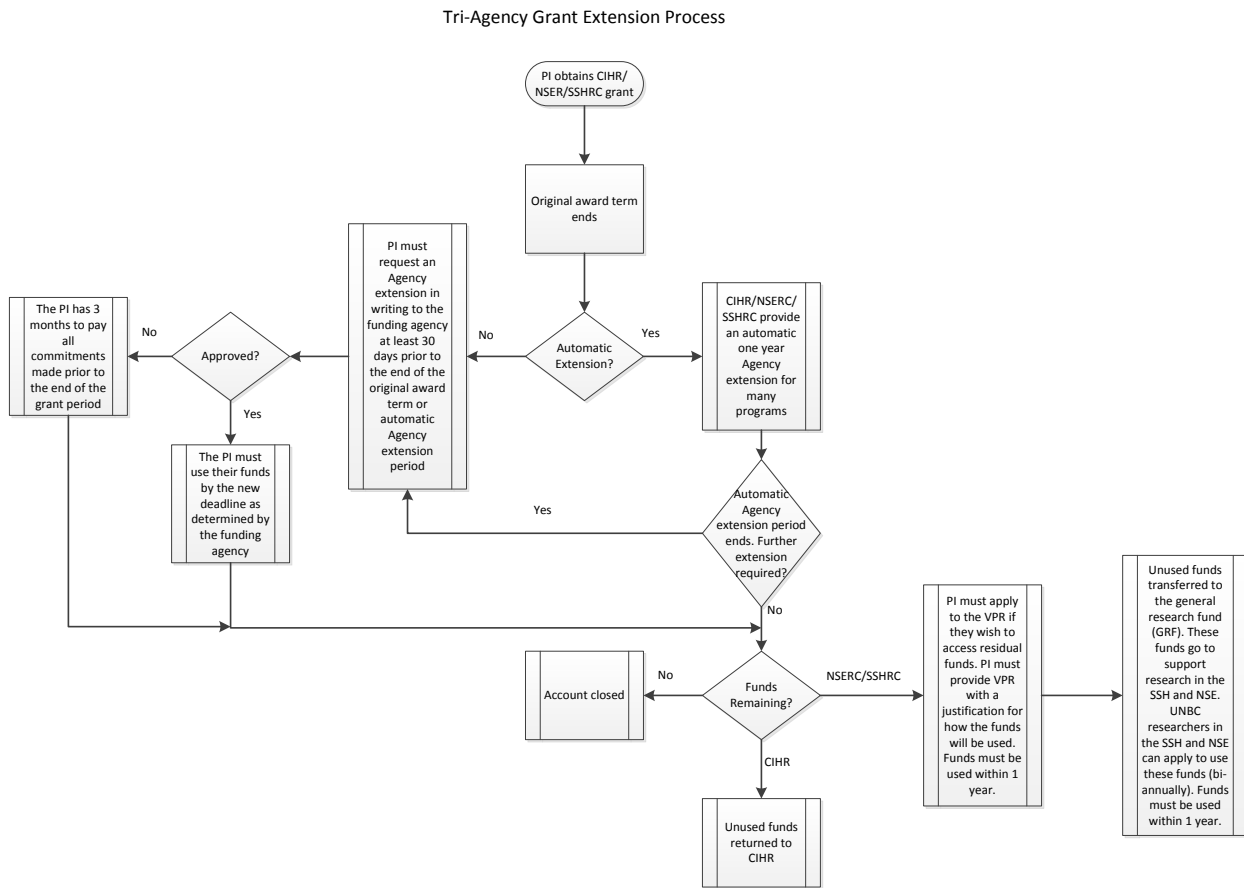 Tri-Agency Grant Extension Process
PI obtains CIHR/
NSER/SSHRC grant
Original award term
ends
Automatic
Extension?
No
Yes
PI must
request an
Agency
extension in
writing to the
funding agency
at least 30
days prior to
the end of the
original award
term or
automatic
Agency
extension
period
Approved?
No
Yes
The PI has 3
months to pay
all
commitments
made prior to
the end of the
grant period
The PI must
use their funds
by the new
deadline as
determined by
the funding
agency
CIHR/NSERC/
SSHRC provide
an automatic
one year
Agency
extension for
many
programs
Automatic
Agency
extension period
ends. Further
extension
required?
Yes
No
Funds
Remaining?
No
Account closed
CIHR
Unused funds
returned to
CIHR
NSERC/SSHRC
PI must apply
to the VPR if
they wish to
access residual
funds. PI must
provide VPR
with a
justification for
how the funds
will be used.
Funds must be
used within 1
year.
Unused funds
transferred to
the general
research fund
(GRF). These
funds go to
support
research in the
SSH and NSE.
UNBC
researchers in
the SSH and NSE
can apply to use
these funds (bi-
annually). Funds
must be used
within 1 year.